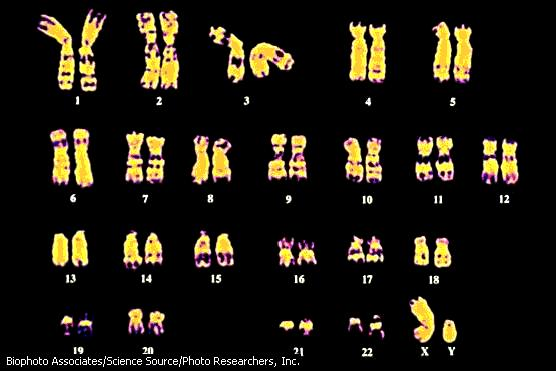 1 2 3 4 5
6 7 8 9 10 11 12
13 14 15 16 17 18
19 20 21 22 X Y
Biophoto Associates/Science Source/Photo Researchers, Inc.